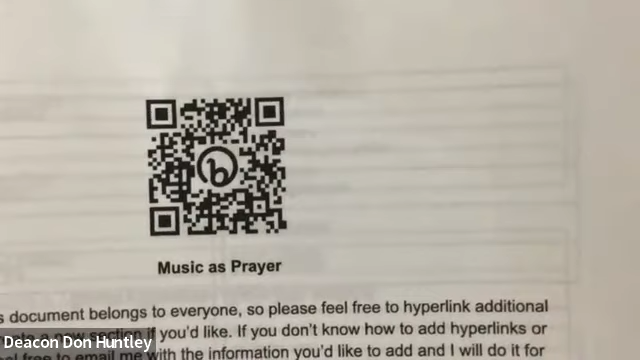 Music as Prayer
s document belongs to everyone, so please feel free to hyperlink additional
if you'd like. If you don't know how to add hyperlinks or
Deacon Don Huntley
with the information you'd like to add and I will do it for